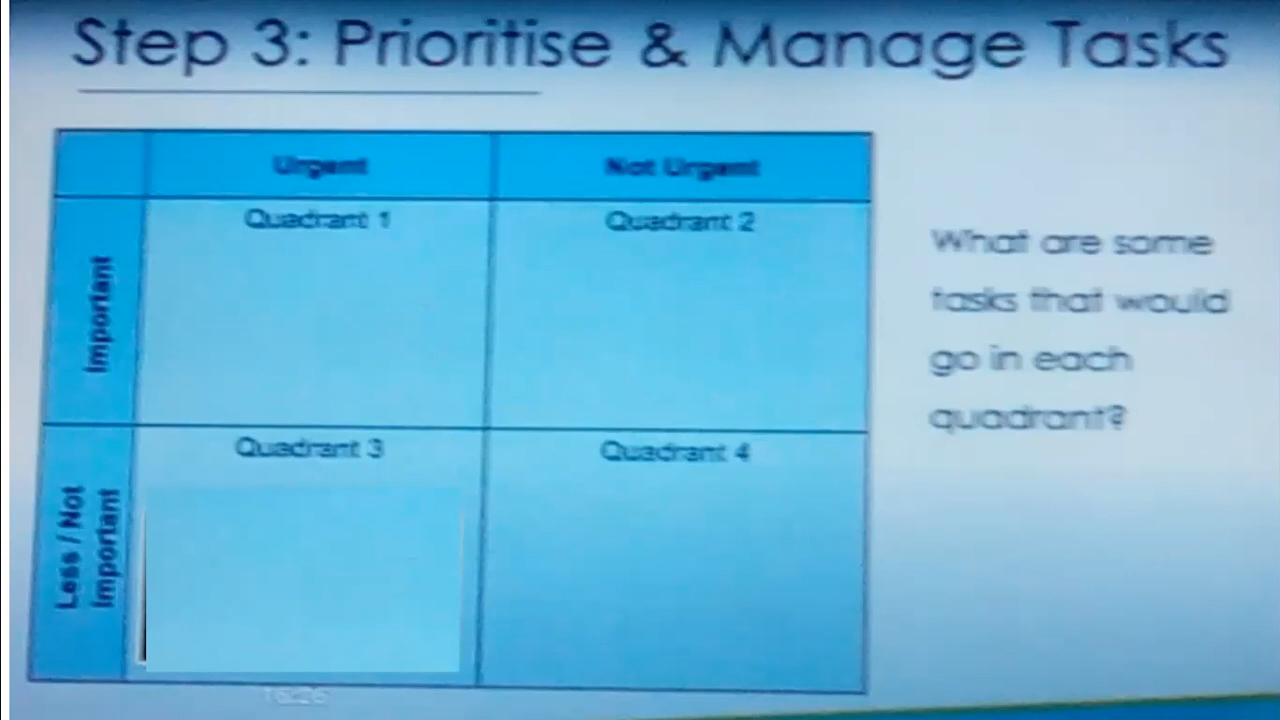 Step 3: Prioritise & Manage Tasks
Urgent
Not Urgent
Important
Quadrant 1
Quadrant 2
What are some
tasks that would
go in each
quadrant?
Less / Not
Important
Quadrant 3
Quadrant 4